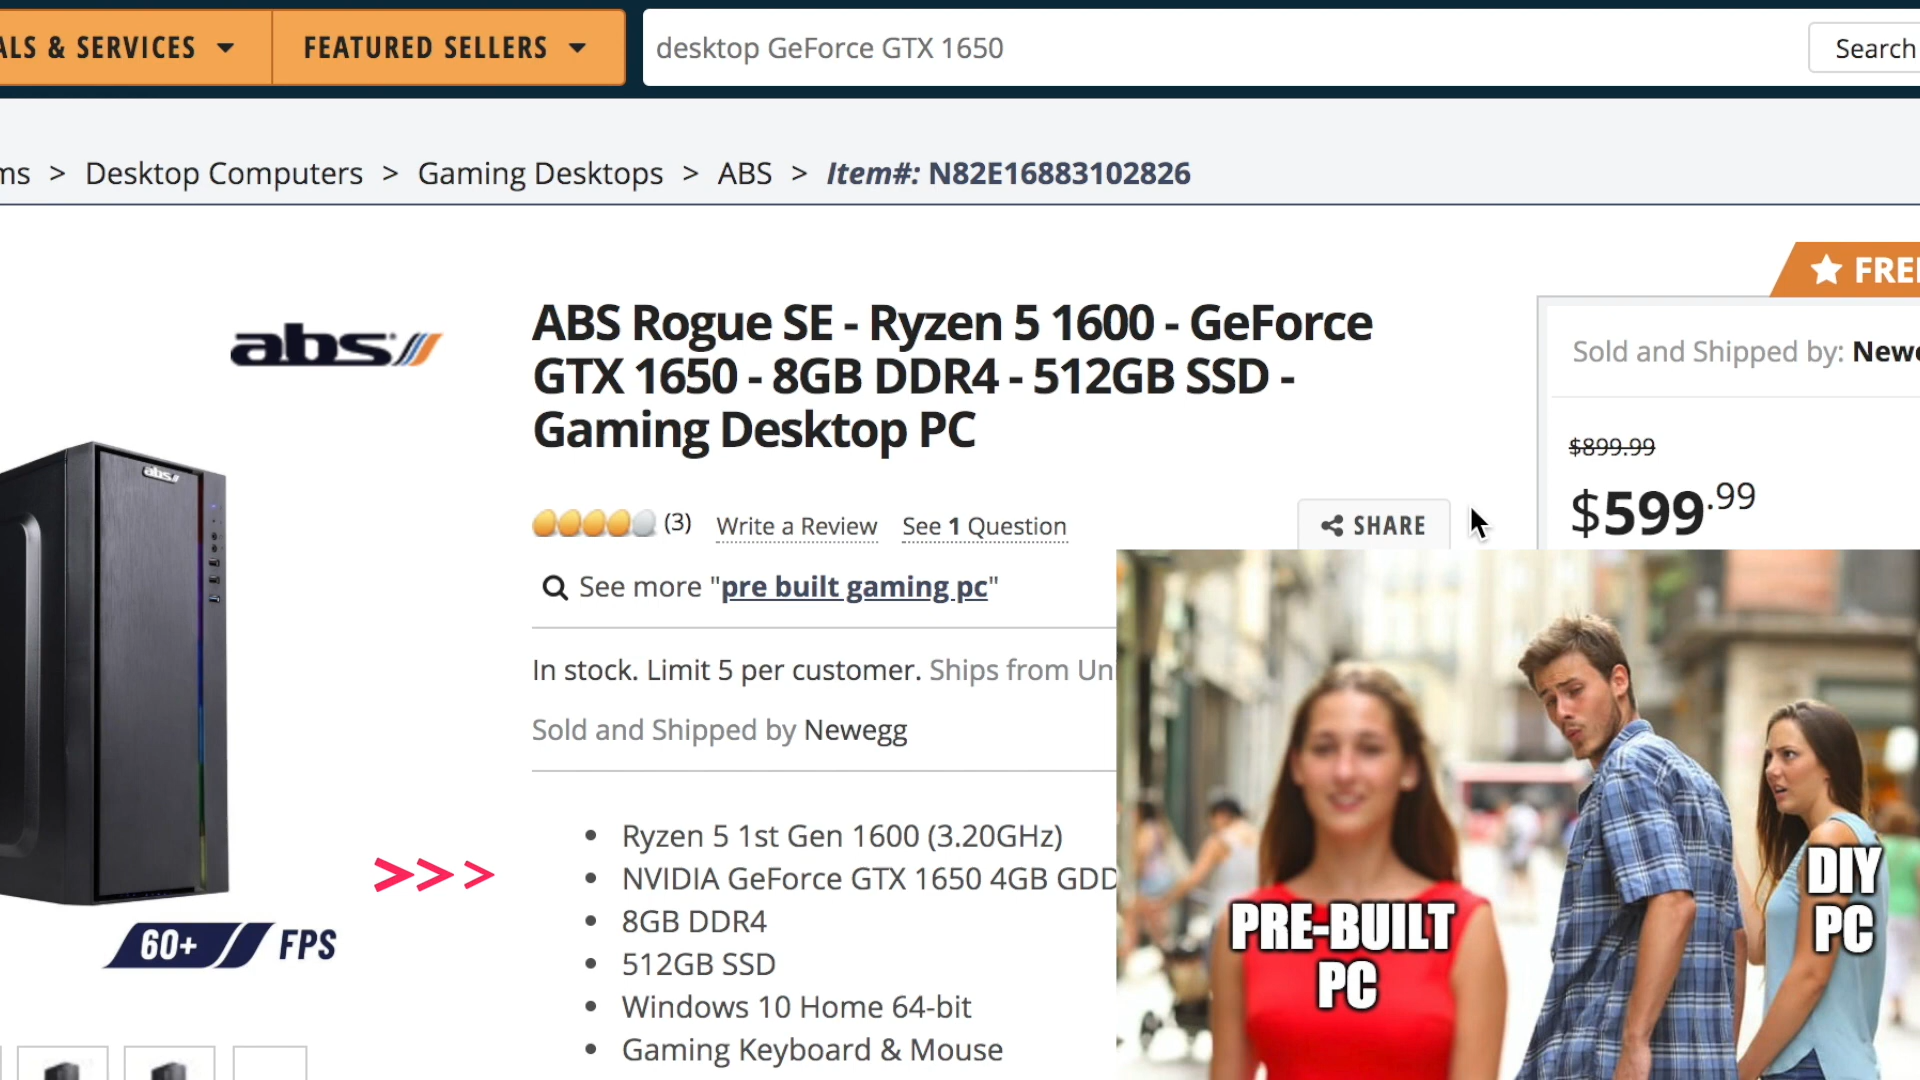 ALS & SERVICES
FEATURED SELLERS
desktop GeForce GTX 1650
Search
ms > Desktop Computers > Gaming Desktops > ABS > Item#: N82E16883102826
FREE
Sold and Shipped by: Newe
$899.99
$599.99
abs
ABS Rogue SE - Ryzen 5 1600 - GeForce
GTX 1650 - 8GB DDR4 - 512GB SSD -
Gaming Desktop PC
(3) Write a Review See 1 Question
SHARE
See more "pre built gaming pc"
In stock. Limit 5 per customer. Ships from Un
Sold and Shipped by Newegg
Ryzen 5 1st Gen 1600 (3.20GHz)
NVIDIA GeForce GTX 1650 4GB GDD
8GB DDR4
512GB SSD
Windows 10 Home 64-bit
Gaming Keyboard & Mouse
abs
>>>
60+ FPS
PRE-BUILT
PC
DIY
PC